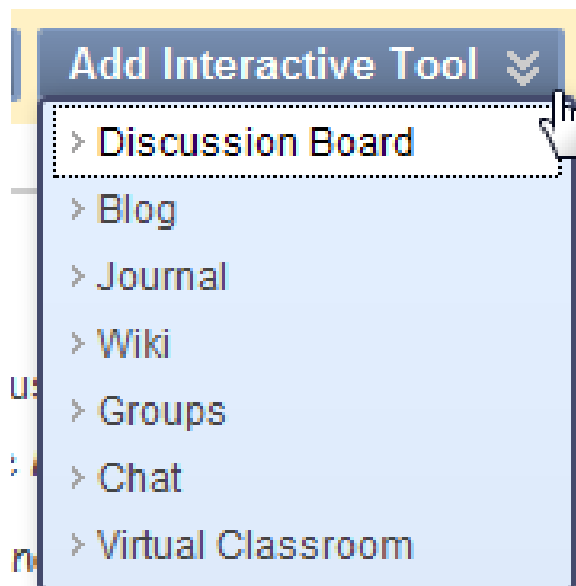 Add Interactive Tool
> Discussion Board
> Blog
> Journal
> Wiki
> Groups
> Chat
> Virtual Classroom